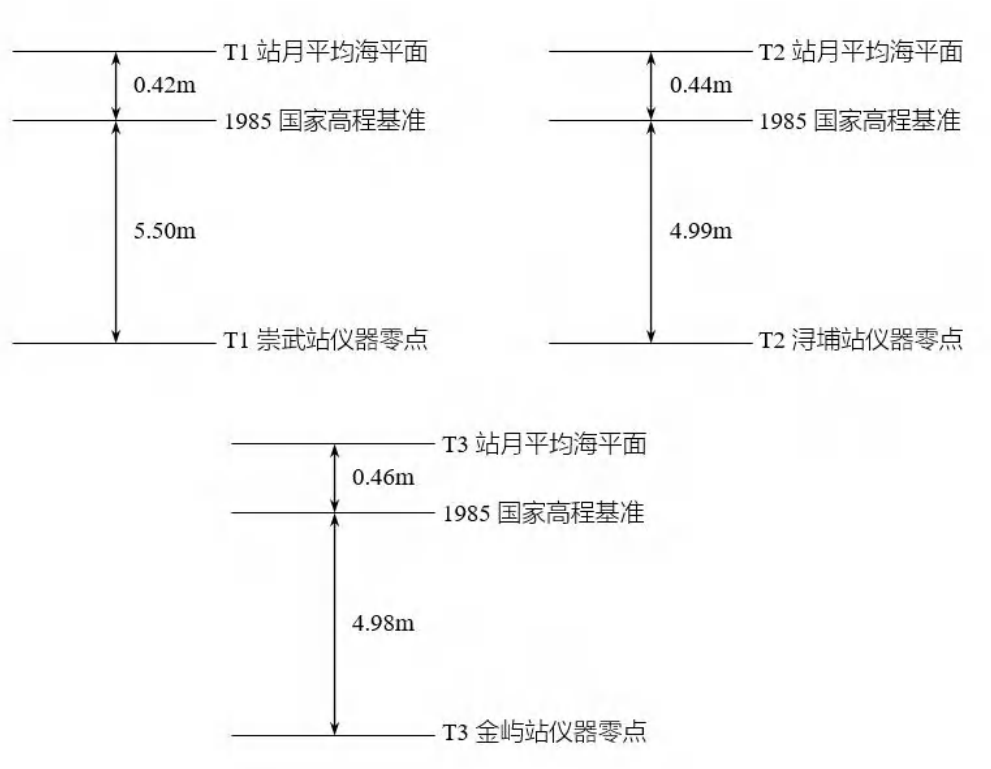 T1 站月平均海平面
0.42m
1985 国家高程基准
5.50m
T1 崇武站仪器零点
T2 站月平均海平面
0.44m
1985 国家高程基准
4.99m
T2 浔埔站仪器零点
T3 站月平均海平面
0.46m
1985 国家高程基准
4.98m
T3 金屿站仪器零点